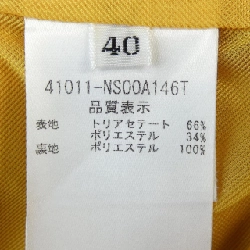 40
41011-NS00A146T
品質表示
表地 トリアセテート 66%
ポリエステル 34%
裏地 ポリエステル 100%